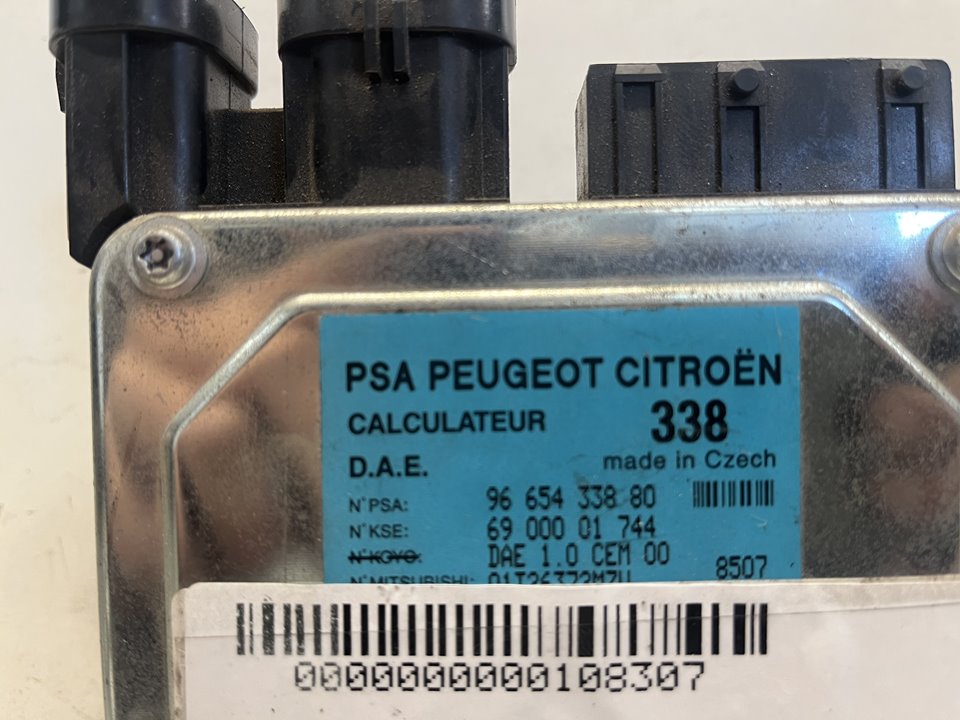 PSA PEUGEOT CITROËN
CALCULATEUR 338
D.A.E. made in Czech
N°PSA: 96 654 338 80
N°KSE: 69 000 01 744
N°KOYO: DAE 1.0 CEM 00
N°MITSUBISHI: 8507
0000000000108307